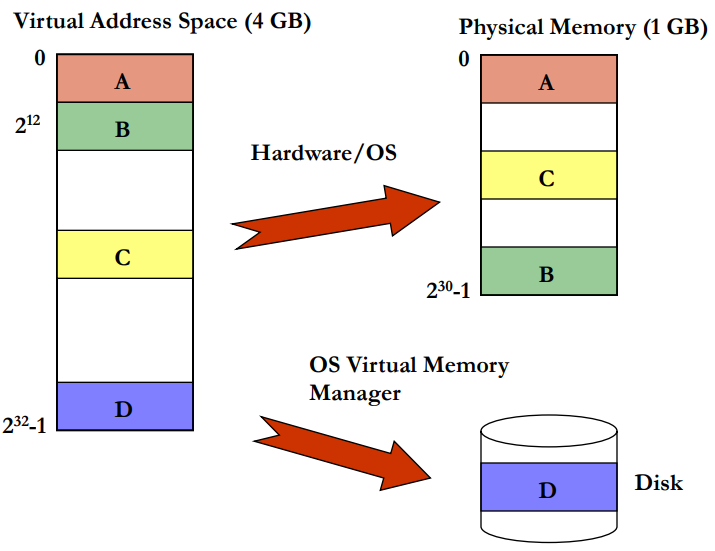 Virtual Address Space (4 GB)
0
A
2¹²
B
C
D
2³²-1
Hardware/OS
OS Virtual Memory
Manager
Physical Memory (1 GB)
0
A
C
B
2³⁰-1
D
Disk